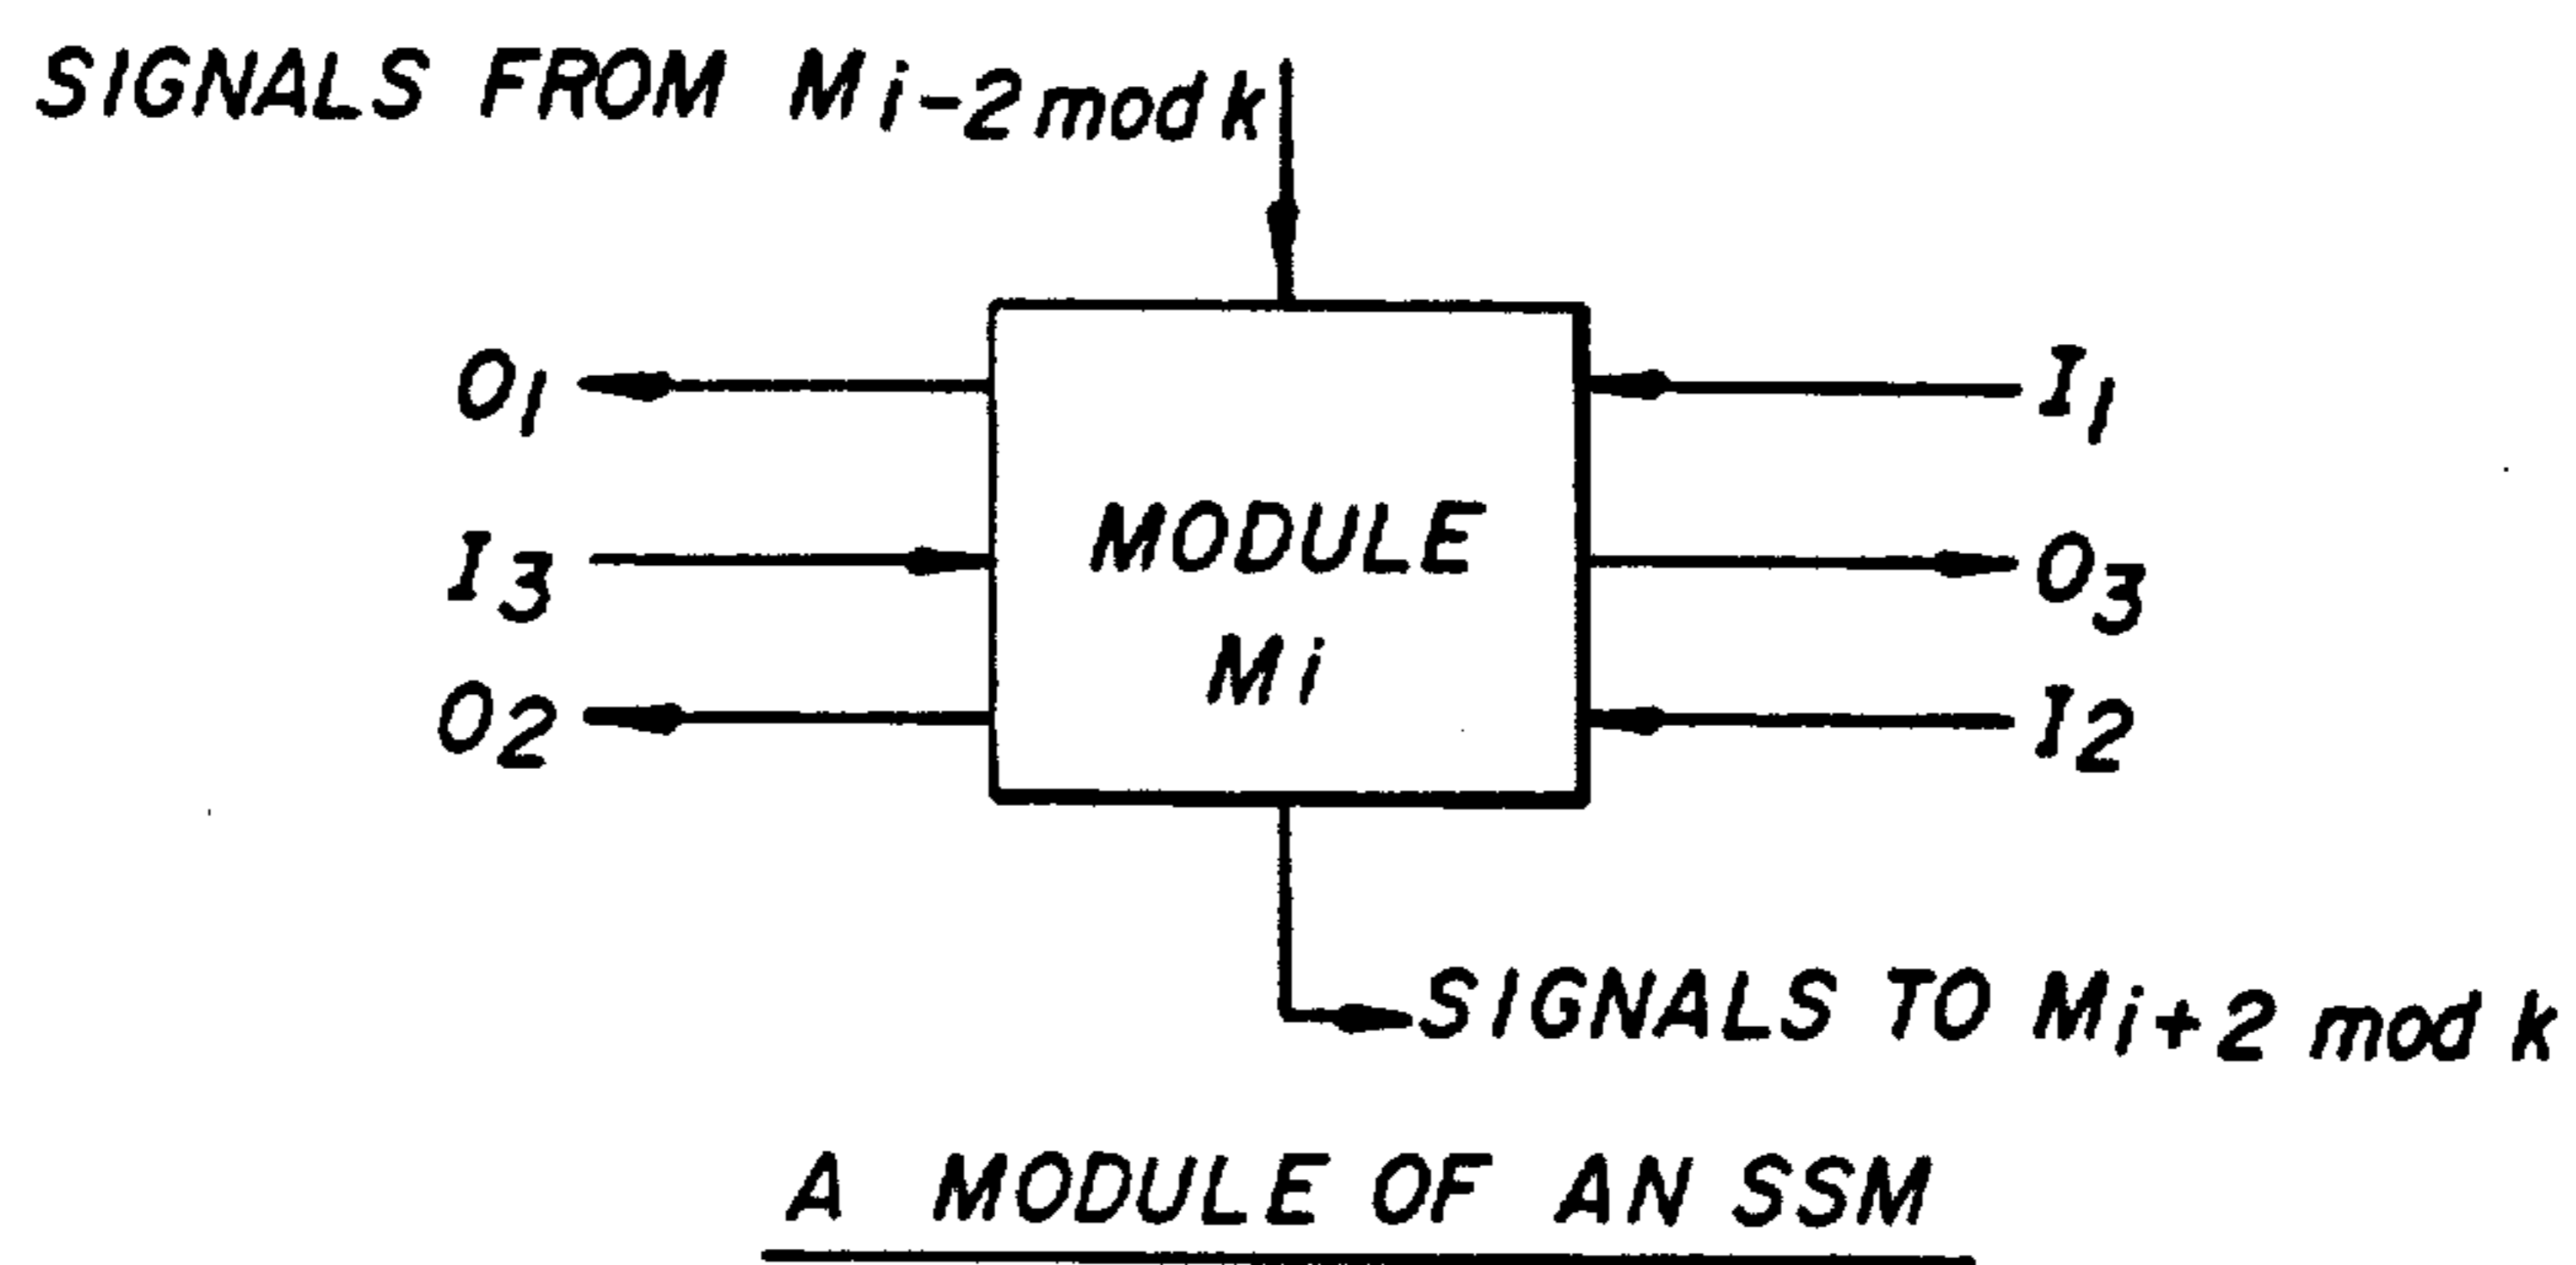 SIGNALS FROM Mi-2 mod k
O1
I1
MODULE
Mi
I3
O3
O2
I2
SIGNALS TO Mi+2 mod k
A MODULE OF AN SSM